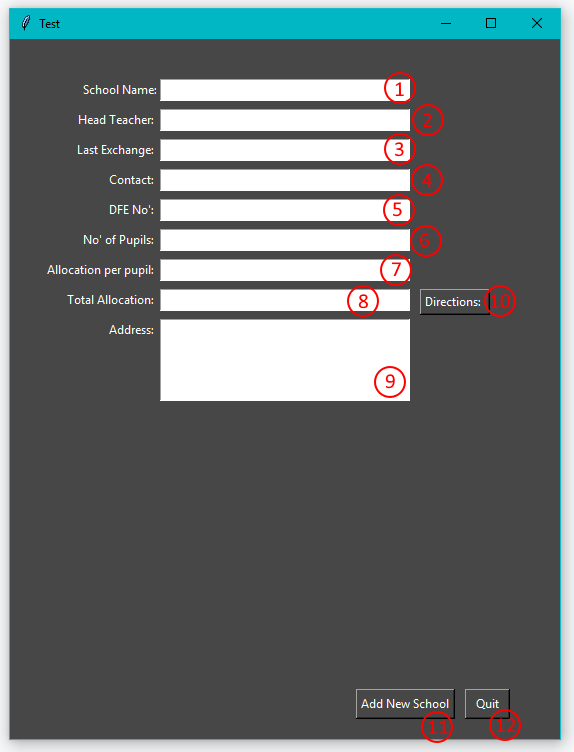 Test
School Name: 1
Head Teacher: 2
Last Exchange: 3
Contact: 4
DFE No': 5
No' of Pupils: 6
Allocation per pupil: 7
Total Allocation: 8 Directions: 10
Address:
9
Add New School Quit
11 12